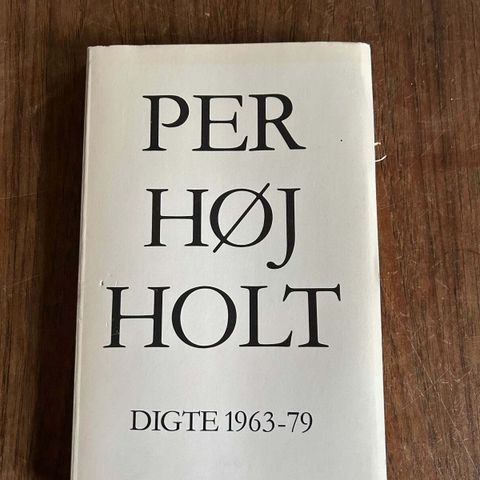 PER
HØJ
HOLT
DIGTE 1963-79